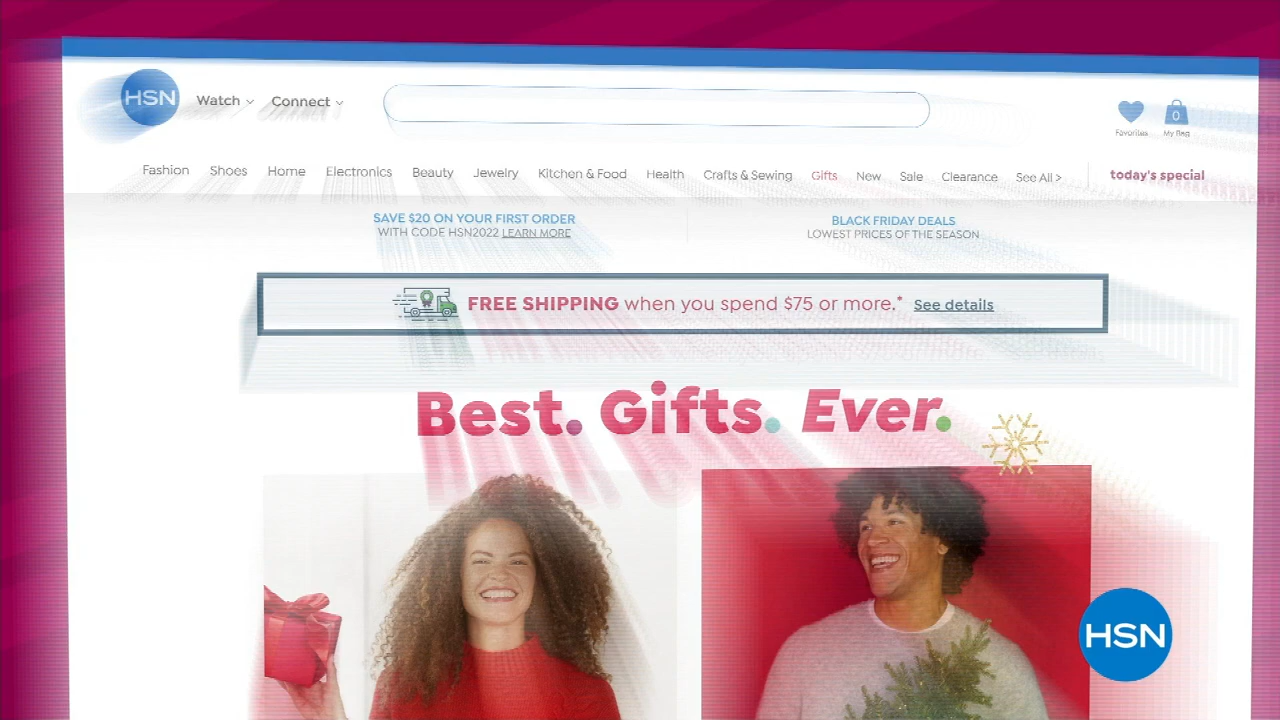 HSN Watch Connect
0
Favorites My Bag
Fashion Shoes Home Electronics Beauty Jewelry Kitchen & Food Health Crafts & Sewing Gifts New Sale Clearance See All > today's special
SAVE $20 ON YOUR FIRST ORDER
WITH CODE HSN2022 LEARN MORE
BLACK FRIDAY DEALS
LOWEST PRICES OF THE SEASON
FREE SHIPPING when you spend $75 or more.* See details
Best. Gifts. Ever.
HSN